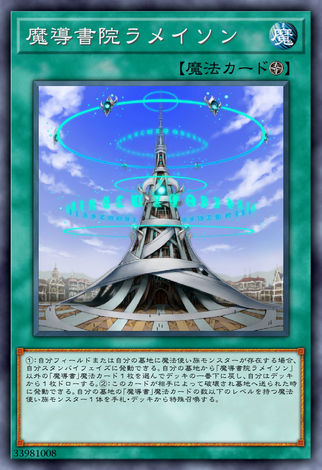 魔導書院ラメイソン
魔
【魔法カード】
①:自分フィールドまたは自分の墓地に魔法使い族モンスターが存在する場合、
自分スタンバイフェイズに発動できる。自分の墓地から「魔導書院ラメイソン」
以外の「魔導書」魔法カード1枚を選んでデッキの一番下に戻し、自分はデッキ
から1枚ドローする。②:このカードが相手によって破壊され墓地へ送られた時
に発動できる。自分の墓地の「魔導書」魔法カードの数以下のレベルを持つ魔法
使い族モンスター1体を手札・デッキから特殊召喚する。
33981008